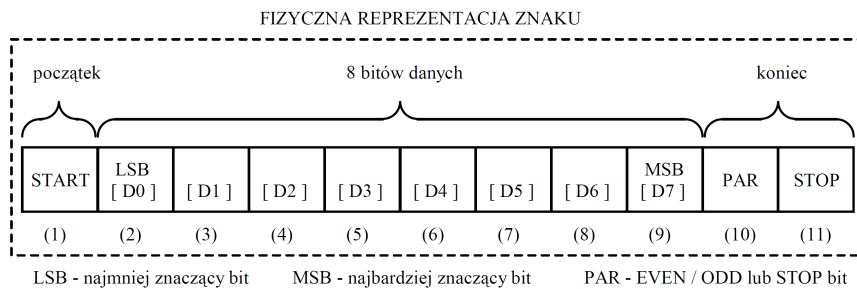 FIZYCZNA REPREZENTACJA ZNAKU
początek 8 bitów danych koniec
START LSB [ D0 ] [ D1 ] [ D2 ] [ D3 ] [ D4 ] [ D5 ] [ D6 ] MSB [ D7 ] PAR STOP
(1) (2) (3) (4) (5) (6) (7) (8) (9) (10) (11)
LSB - najmniej znaczący bit MSB - najbardziej znaczący bit PAR - EVEN / ODD lub STOP bit